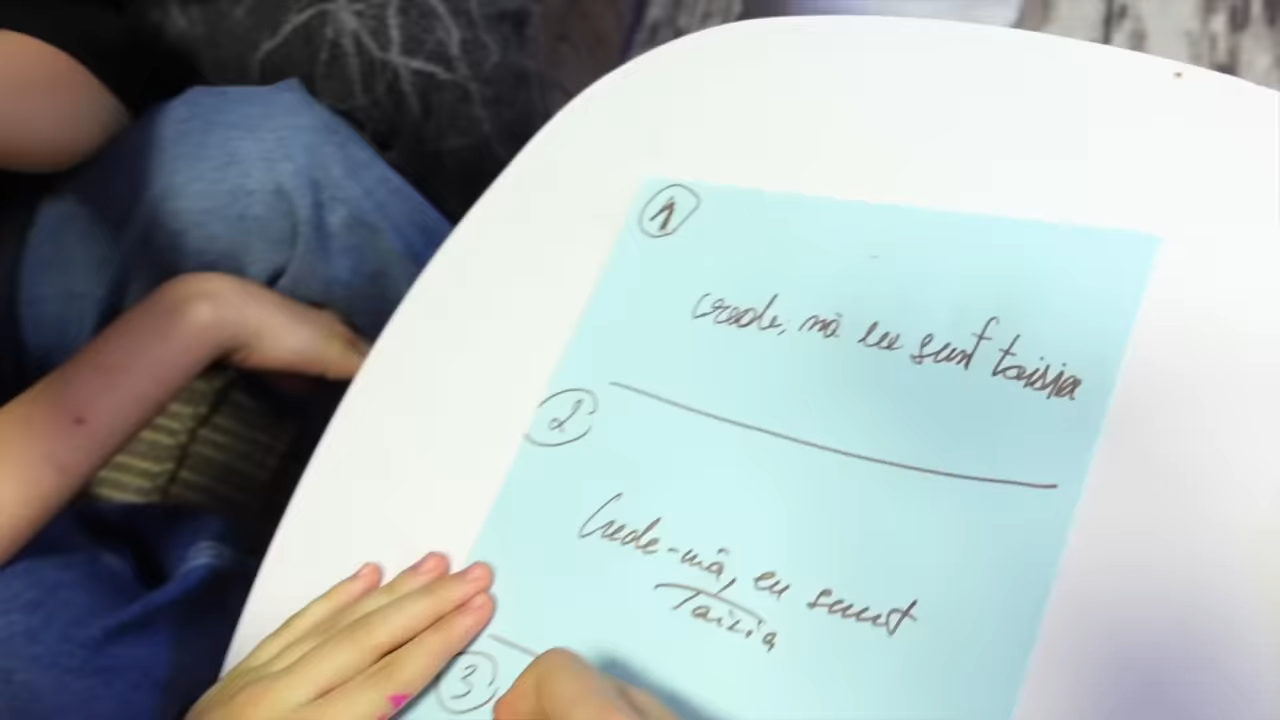 1
crede, mă eu sunt taisia
2
Crede-mă, eu sunt
Taisia
3